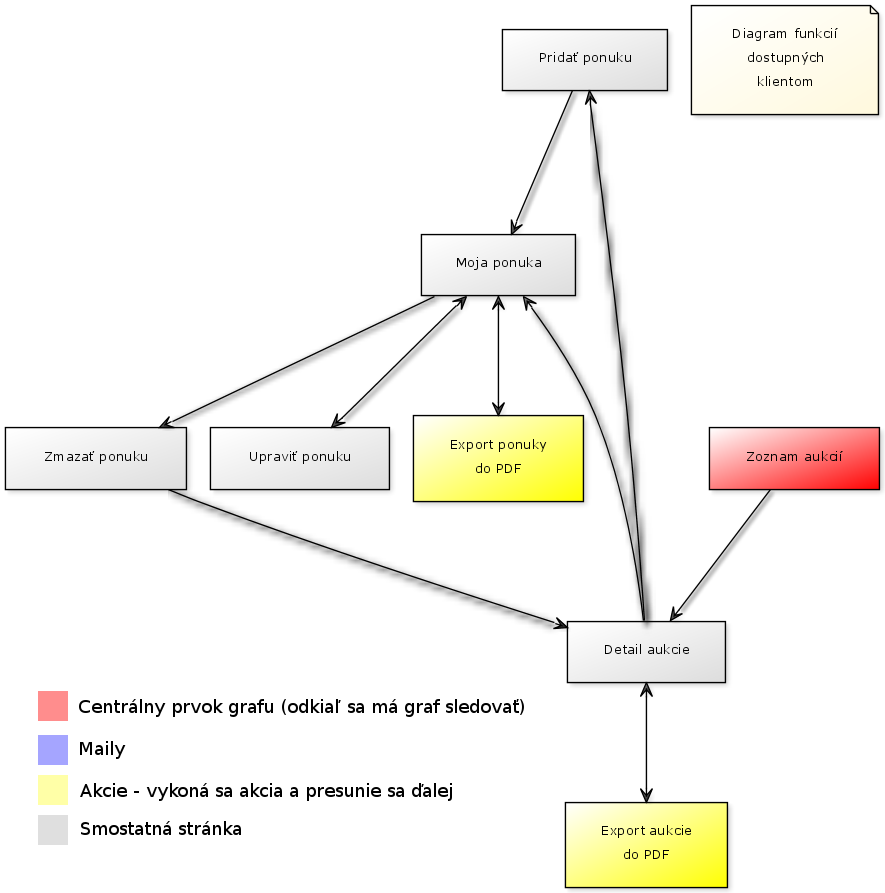 Pridať ponuku
Diagram funkcií
dostupných
klientom
Moja ponuka
Zmazať ponuku
Upraviť ponuku
Export ponuky
do PDF
Zoznam aukcií
Detail aukcie
Centrálny prvok grafu (odkiaľ sa má graf sledovať)
Maily
Akcie - vykoná sa akcia a presunie sa ďalej
Smostatná stránka
Export aukcie
do PDF